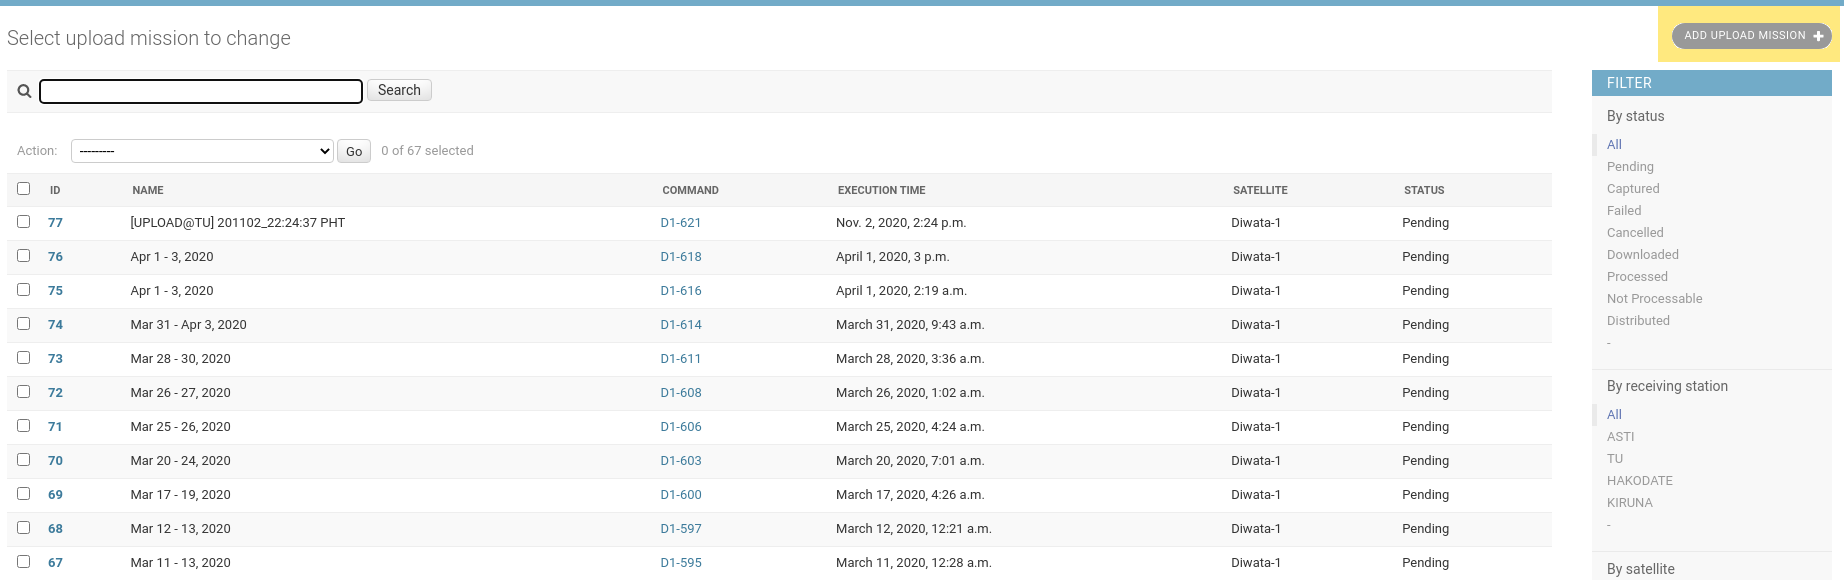 Select upload mission to change
ADD UPLOAD MISSION +
Search
Action: --------- Go 0 of 67 selected
ID NAME COMMAND EXECUTION TIME SATELLITE STATUS
77 [UPLOAD@TU] 201102_22:24:37 PHT D1-621 Nov. 2, 2020, 2:24 p.m. Diwata-1 Pending
76 Apr 1 - 3, 2020 D1-618 April 1, 2020, 3 p.m. Diwata-1 Pending
75 Apr 1 - 3, 2020 D1-616 April 1, 2020, 2:19 a.m. Diwata-1 Pending
74 Mar 31 - Apr 3, 2020 D1-614 March 31, 2020, 9:43 a.m. Diwata-1 Pending
73 Mar 28 - 30, 2020 D1-611 March 28, 2020, 3:36 a.m. Diwata-1 Pending
72 Mar 26 - 27, 2020 D1-608 March 26, 2020, 1:02 a.m. Diwata-1 Pending
71 Mar 25 - 26, 2020 D1-606 March 25, 2020, 4:24 a.m. Diwata-1 Pending
70 Mar 20 - 24, 2020 D1-603 March 20, 2020, 7:01 a.m. Diwata-1 Pending
69 Mar 17 - 19, 2020 D1-600 March 17, 2020, 4:26 a.m. Diwata-1 Pending
68 Mar 12 - 13, 2020 D1-597 March 12, 2020, 12:21 a.m. Diwata-1 Pending
67 Mar 11 - 13, 2020 D1-595 March 11, 2020, 12:28 a.m. Diwata-1 Pending
FILTER
By status
All
Pending
Captured
Failed
Cancelled
Downloaded
Processed
Not Processable
Distributed
-
By receiving station
All
ASTI
TU
HAKODATE
KIRUNA
-
By satellite